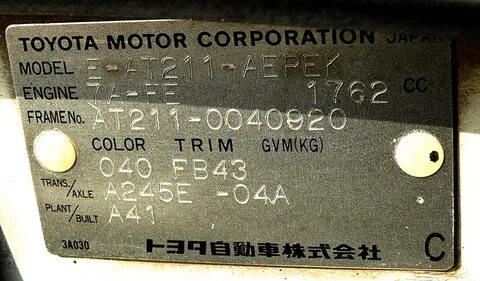 TOYOTA MOTOR CORPORATION JAPAN
MODEL E-AT211-AEPEK
ENGINE 7A-FE 1762 CC
FRAME No. AT211-0040920
COLOR TRIM GVM(KG)
040 FB43
TRANS./AXLE A245E -04A
PLANT/BUILT A41
3A030 トヨタ自動車株式会社 C